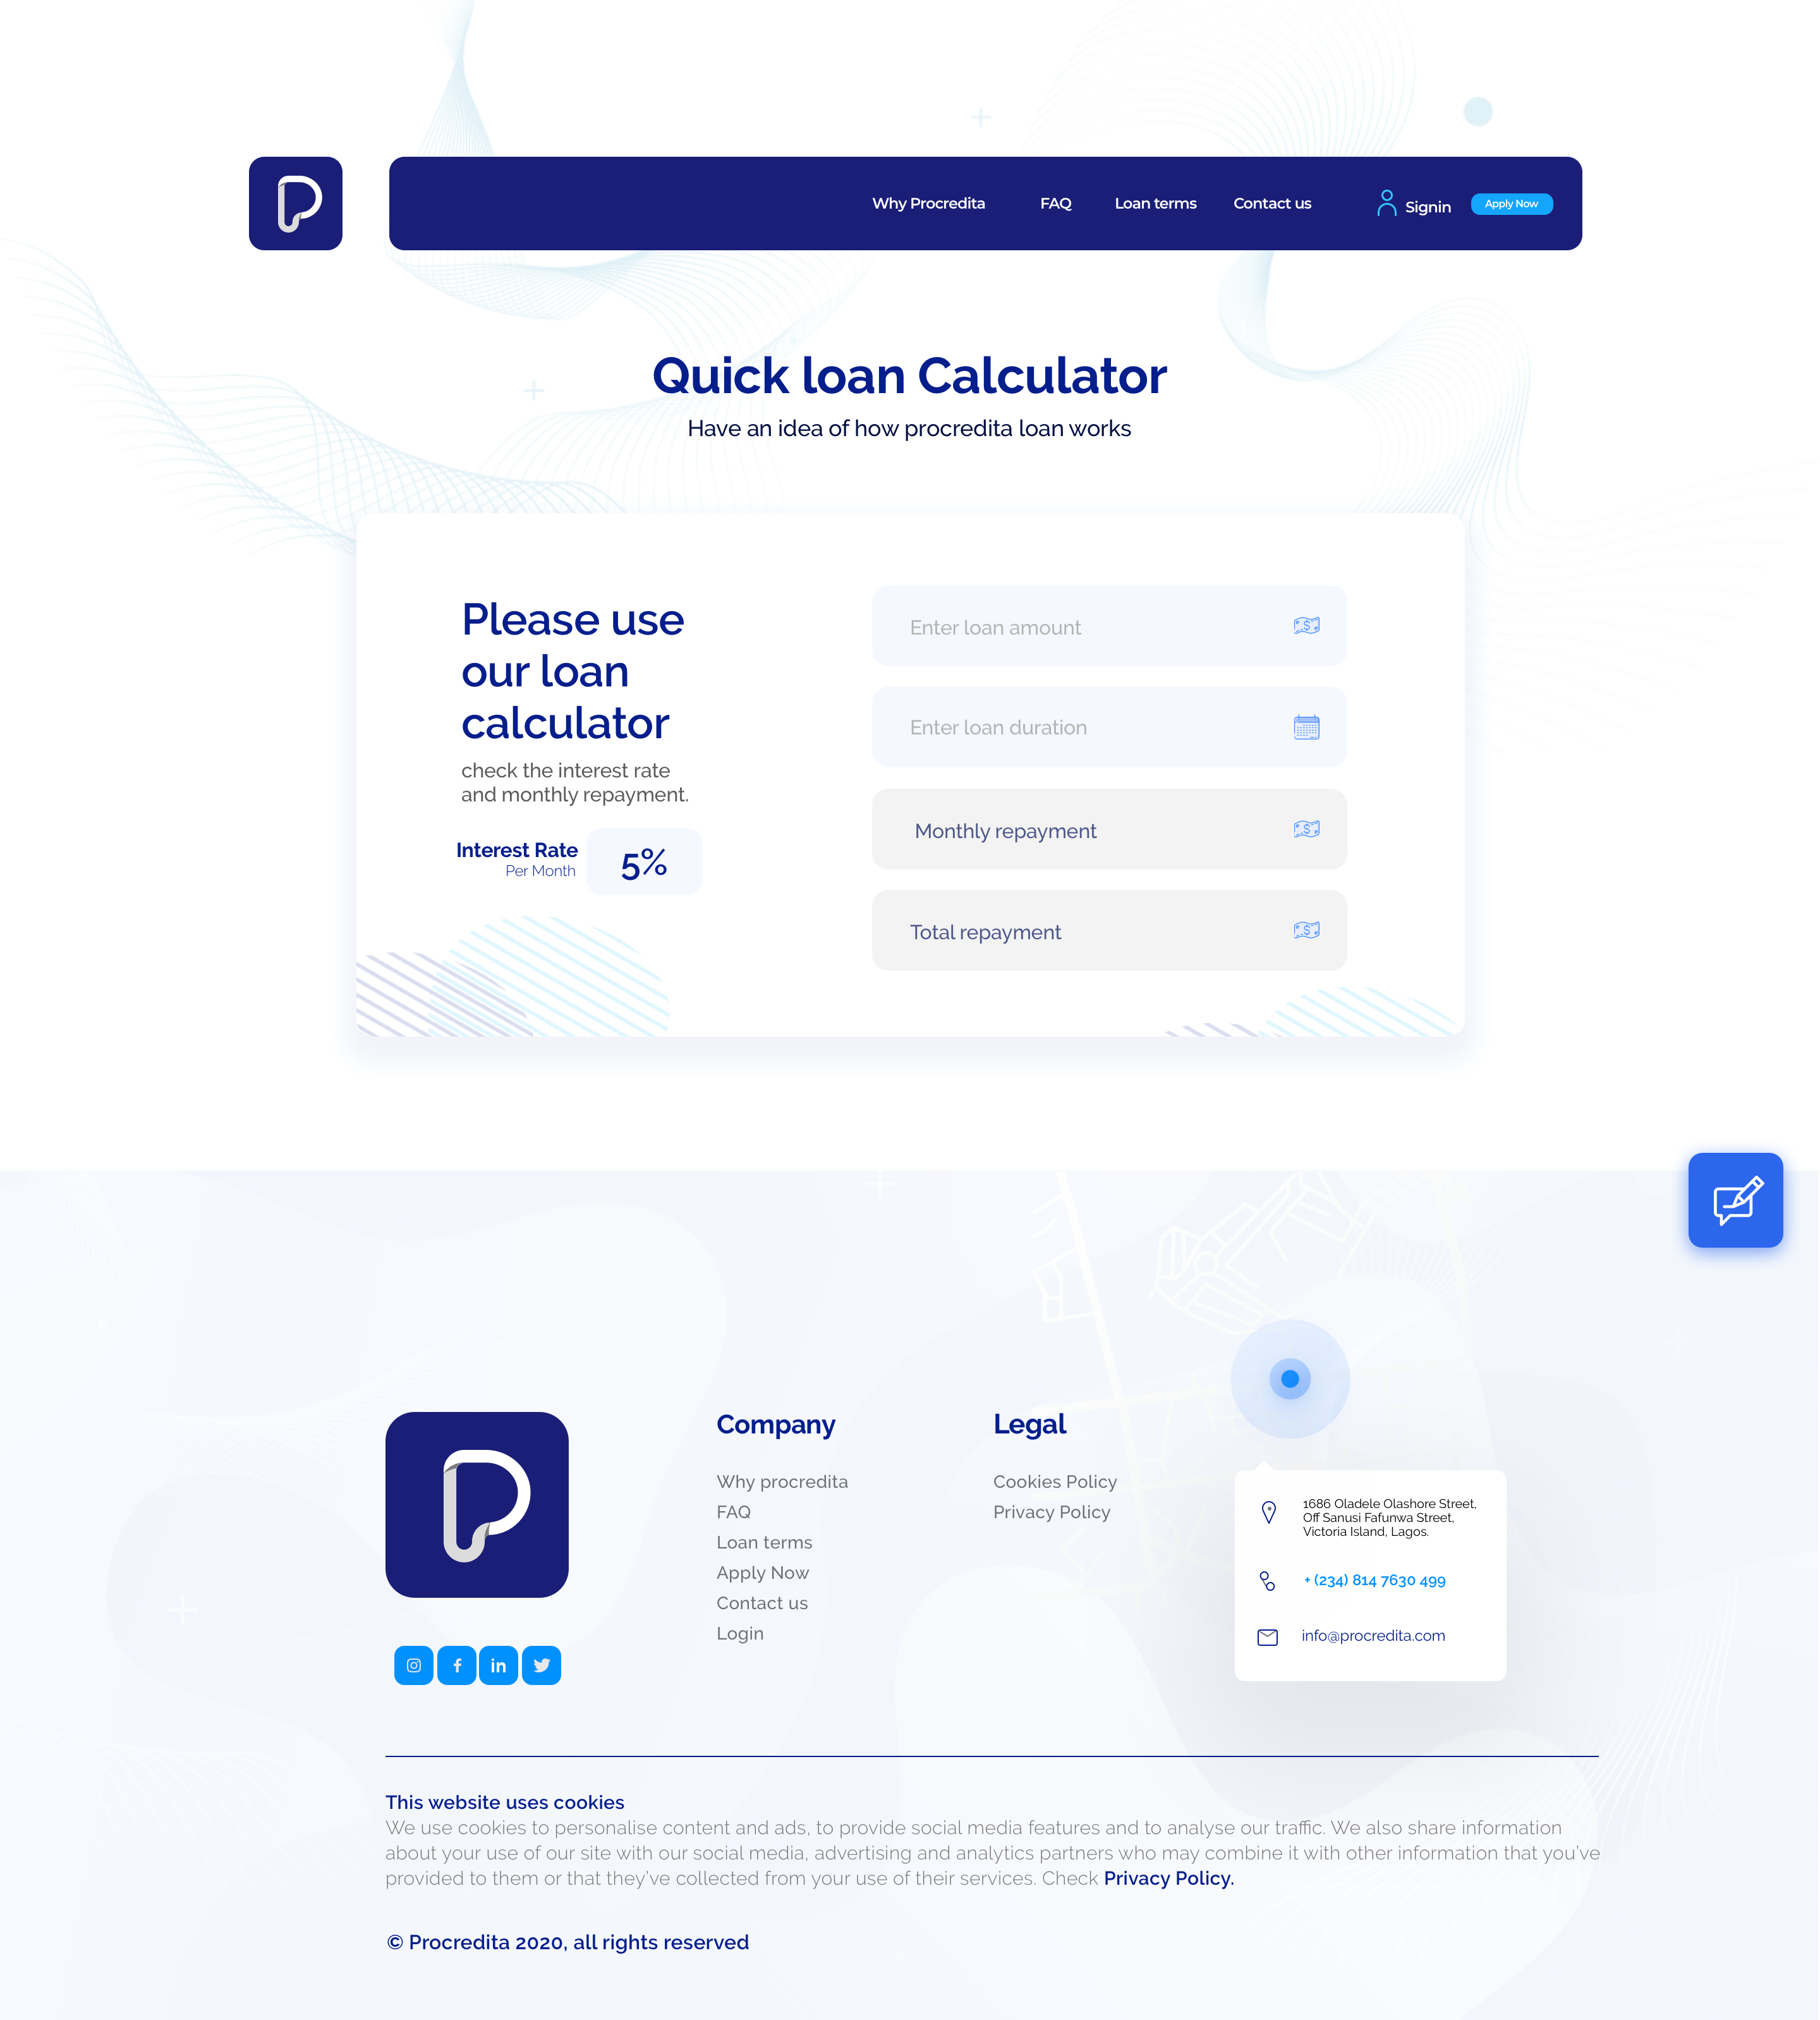 Why Procredita
FAQ
Loan terms
Contact us
Signin
Apply Now
Quick loan Calculator
Have an idea of how procredita loan works
Please use
our loan
calculator
check the interest rate
and monthly repayment.
Interest Rate
Per Month
5%
Enter loan amount
Enter loan duration
Monthly repayment
Total repayment
Company
Why procredita
FAQ
Loan terms
Apply Now
Contact us
Login
Legal
Cookies Policy
Privacy Policy
1686 Oladele Olashore Street,
Off Sanusi Fafunwa Street,
Victoria Island, Lagos.
+ (234) 814 7630 499
info@procredita.com
This website uses cookies
We use cookies to personalise content and ads, to provide social media features and to analyse our traffic. We also share information
about your use of our site with our social media, advertising and analytics partners who may combine it with other information that you've
provided to them or that they've collected from your use of their services. Check Privacy Policy.
© Procredita 2020, all rights reserved